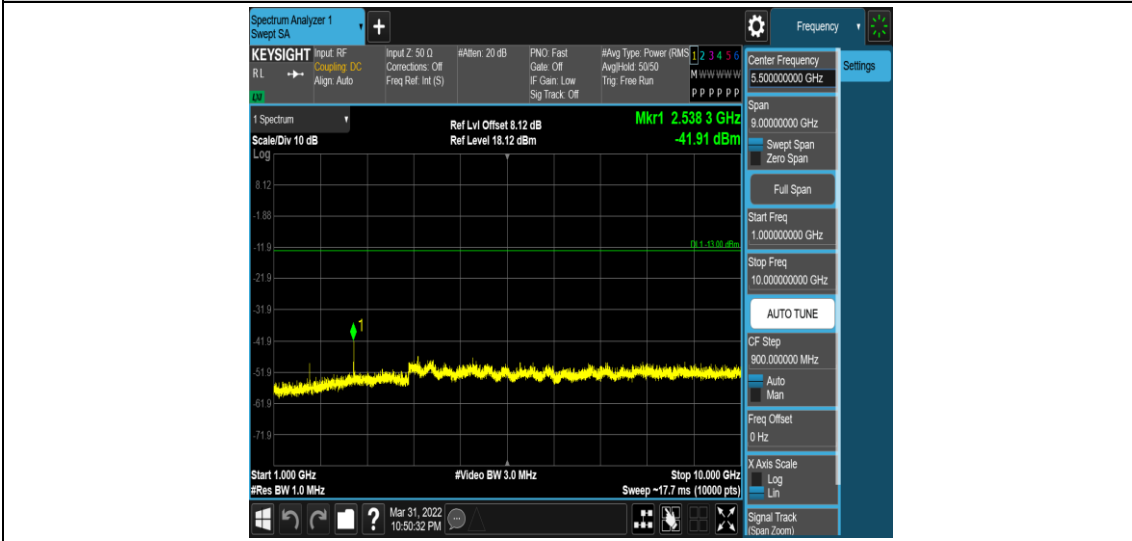 Spectrum Analyzer 1
Swept SA
+
Frequency
KEYSIGHT
RL
Input: RF
Coupling: DC
Align: Auto
Input Z: 50 Ω
Corrections: Off
Freq Ref: Int (S)
#Atten: 20 dB
PNO: Fast
Gate: Off
IF Gain: Low
Sig Track: Off
#Avg Type: Power (RMS
Avg|Hold: 50/50
Trig: Free Run
1 2 3 4 5 6
M W W W W W
P P P P P P
1 Spectrum
Scale/Div 10 dB
Log
Ref Lvl Offset 8.12 dB
Ref Level 18.12 dBm
Mkr1 2.538 3 GHz
-41.91 dBm
8.12
-1.88
-11.9
DL1 -13.00 dBm
-21.9
-31.9
1
-41.9
-51.9
-61.9
-71.9
Start 1.000 GHz
#Res BW 1.0 MHz
#Video BW 3.0 MHz
Stop 10.000 GHz
Sweep ~17.7 ms (10000 pts)
?
Mar 31, 2022
10:50:32 PM
Center Frequency
5.500000000 GHz
Settings
Span
9.00000000 GHz
Swept Span
Zero Span
Full Span
Start Freq
1.000000000 GHz
Stop Freq
10.000000000 GHz
AUTO TUNE
CF Step
900.000000 MHz
Auto
Man
Freq Offset
0 Hz
X Axis Scale
Log
Lin
Signal Track
(Span Zoom)